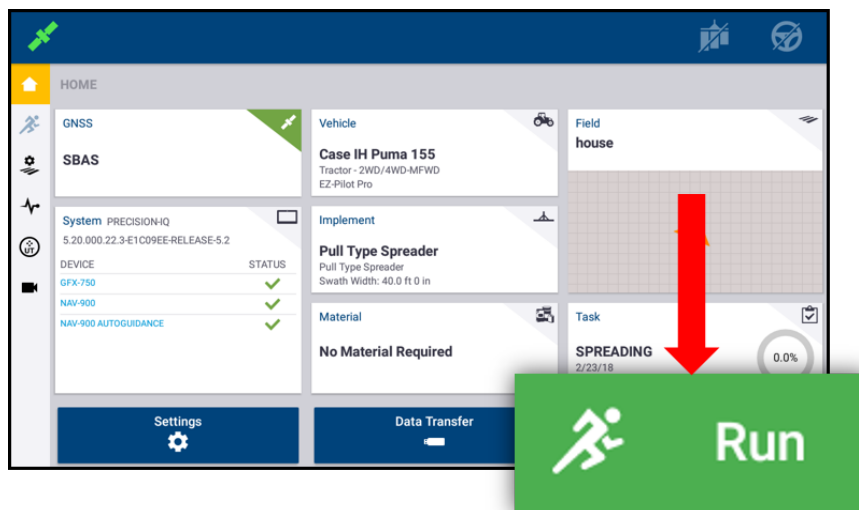 HOME
GNSS
SBAS
System PRECISION-IQ
5.20.000.22.3-E1C09EE-RELEASE-5.2
DEVICE STATUS
GFX-750
NAV-900
NAV-900 AUTOGUIDANCE
Vehicle
Case IH Puma 155
Tractor - 2WD/4WD-MFWD
EZ-Pilot Pro
Implement
Pull Type Spreader
Pull Type Spreader
Swath Width: 40.0 ft 0 in
Material
No Material Required
Field
house
Task
SPREADING
2/23/18
0.0%
UT
Settings
Data Transfer
Run